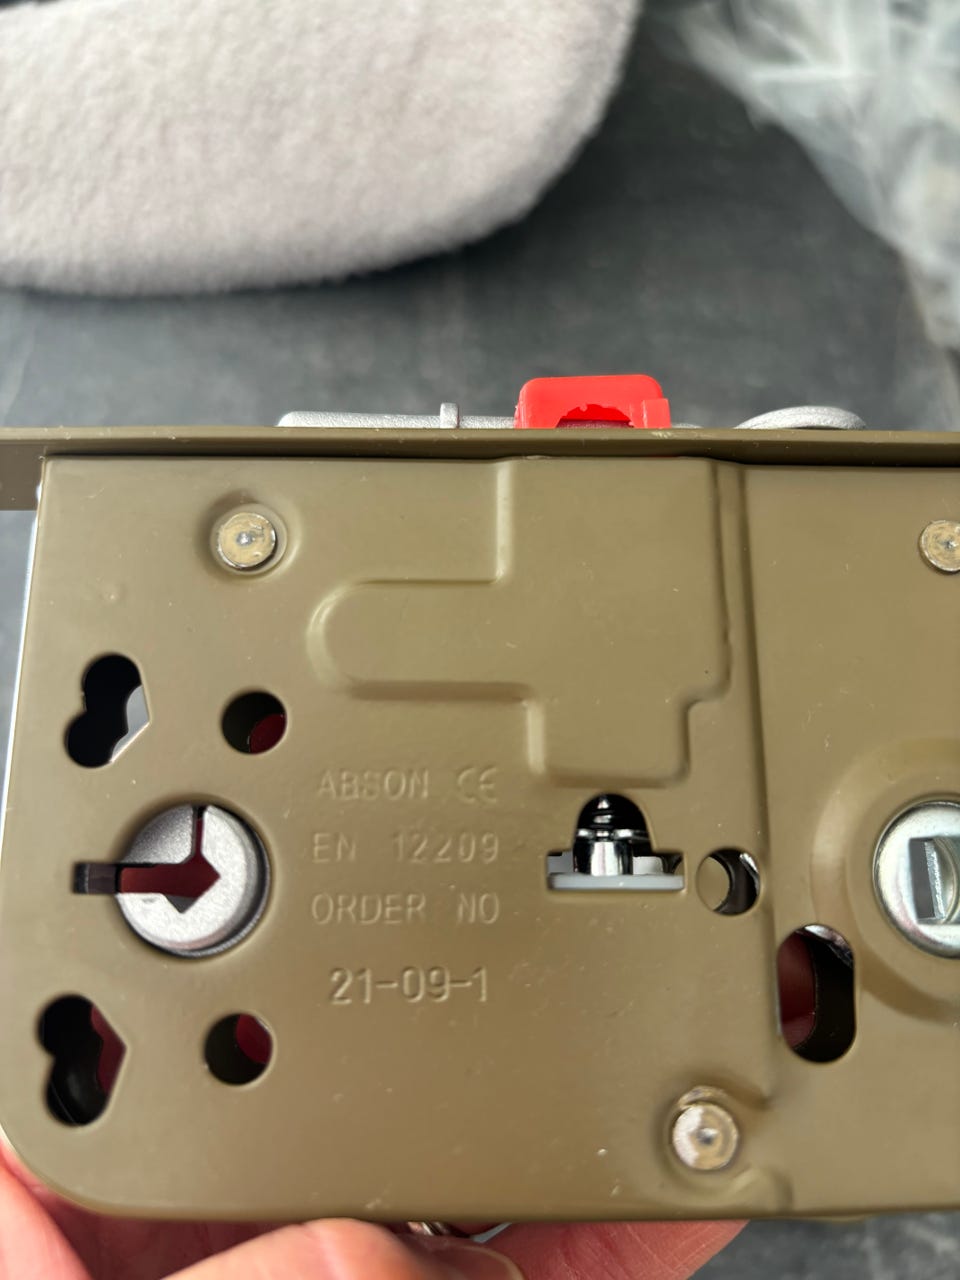 ABSON CE
EN 12209
ORDER NO
21-09-1